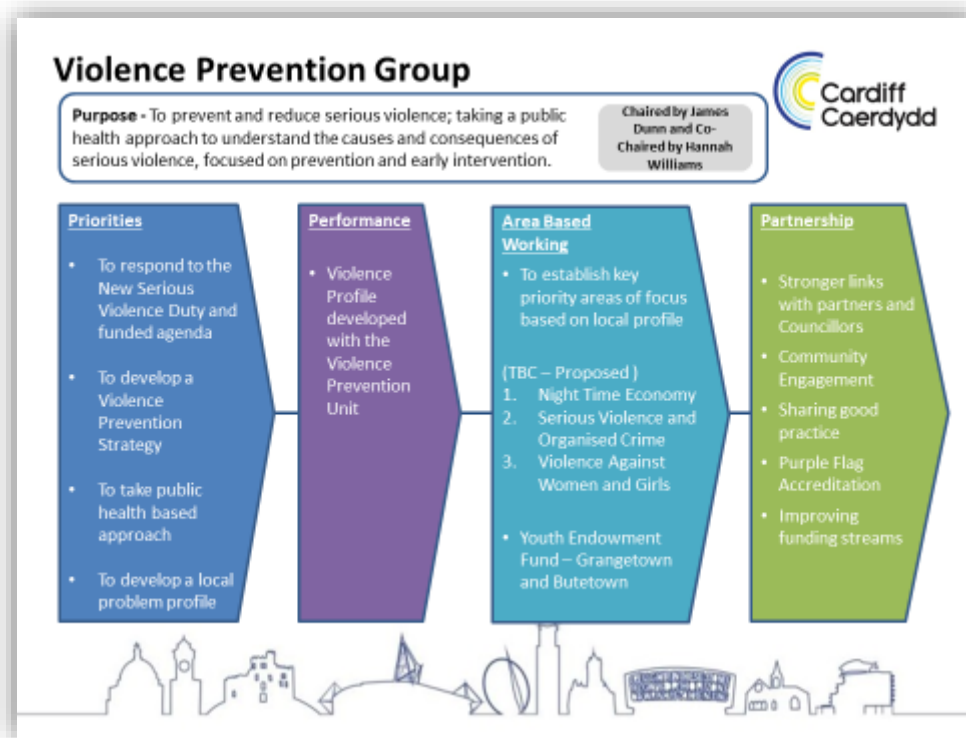 Violence Prevention Group
Purpose - To prevent and reduce serious violence; taking a public
health approach to understand the causes and consequences of
serious violence, focused on prevention and early intervention.
Chaired by James
Dunn and Co-
Chaired by Hannah
Williams
Cardiff
Caerdydd
Priorities
• To respond to the
New Serious
Violence Duty and
funded agenda
• To develop a
Violence
Prevention
Strategy
• To take public
health based
approach
• To develop a local
problem profile
Performance
• Violence
Profile
developed
with the
Violence
Prevention
Unit
Area Based
Working
• To establish key
priority areas of focus
based on local profile
(TBC – Proposed )
1. Night Time Economy
2. Serious Violence and
Organised Crime
3. Violence Against
Women and Girls
• Youth Endowment
Fund – Grangetown
and Butetown
Partnership
• Stronger links
with partners and
Councillors
• Community
Engagement
• Sharing good
practice
• Purple Flag
Accreditation
• Improving
funding streams